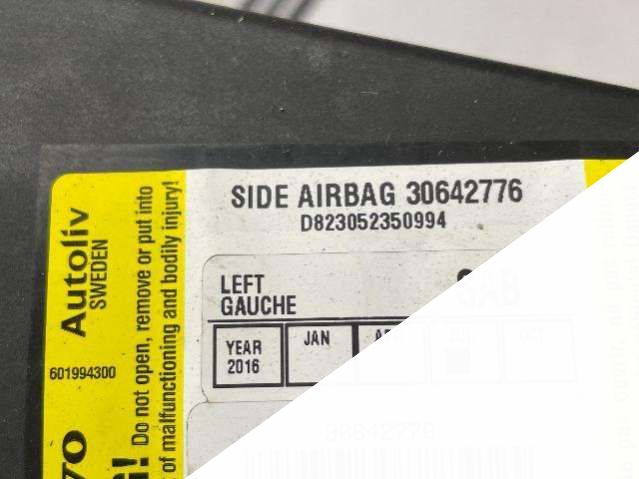 SIDE AIRBAG 30642776
D823052350994
LEFT
GAUCHE
YEAR
2016
JAN
Autoliv
SWEDEN
601994300
Do not open, remove or put into
of malfunctioning and bodily injury!